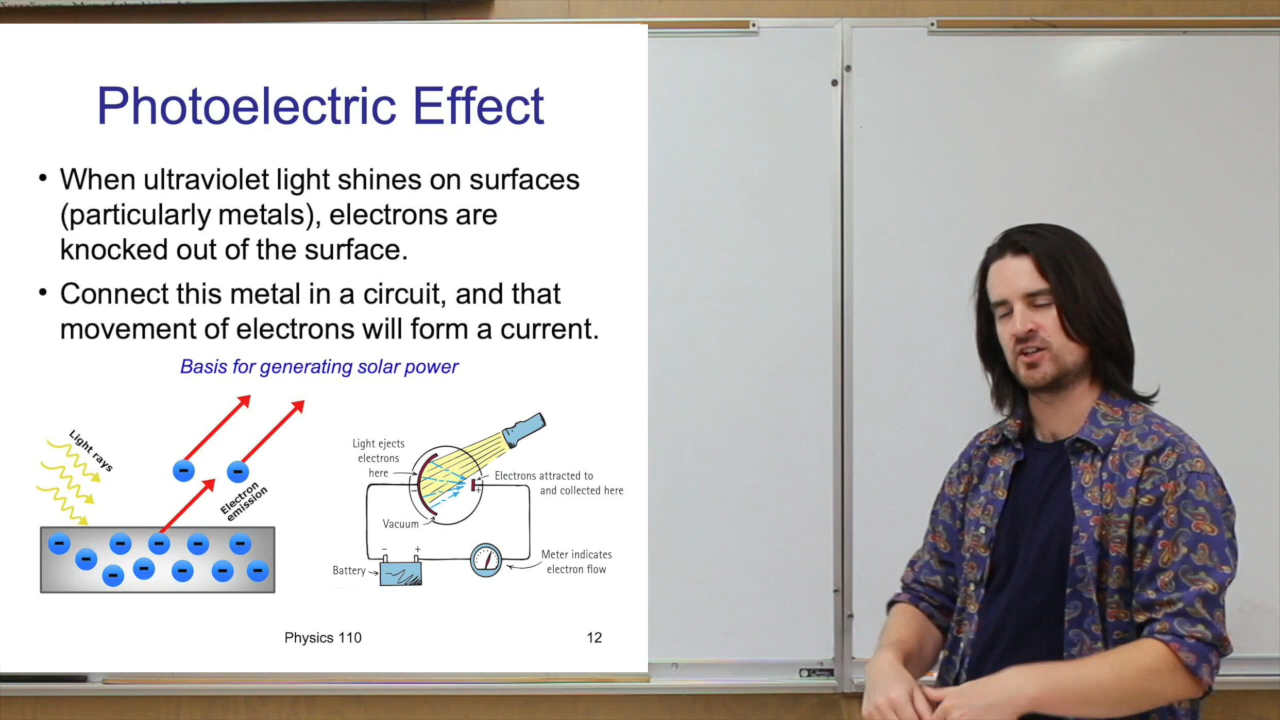 Photoelectric Effect
• When ultraviolet light shines on surfaces
(particularly metals), electrons are
knocked out of the surface.
• Connect this metal in a circuit, and that
movement of electrons will form a current.
Basis for generating solar power
Light rays
Electron
emission
Light ejects
electrons
here
Electrons attracted to
and collected here
Vacuum
Battery
Meter indicates
electron flow
Physics 110
12